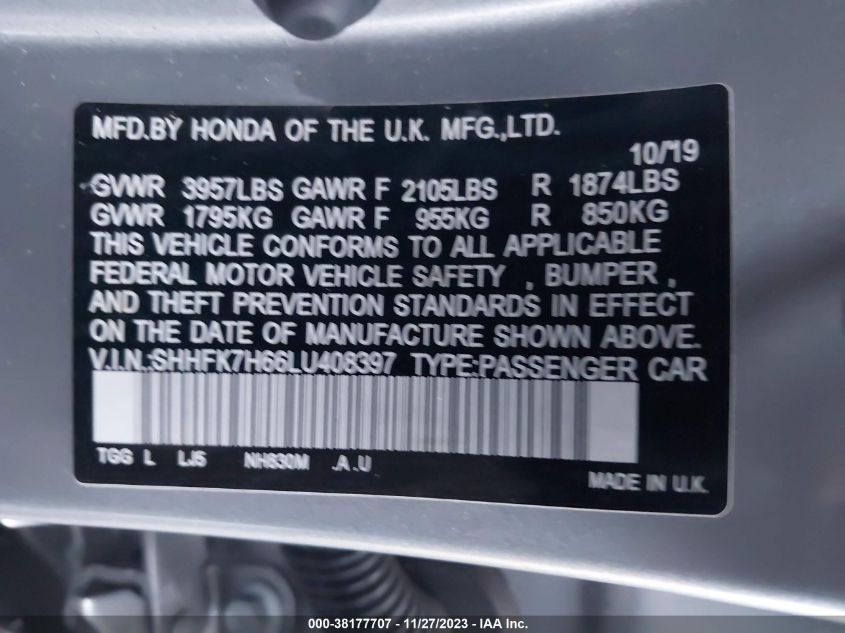 MFD.BY HONDA OF THE U.K. MFG.,LTD.
10/19
GVWR 3957LBS GAWR F 2105LBS R 1874LBS
GVWR 1795KG GAWR F 955KG R 850KG
THIS VEHICLE CONFORMS TO ALL APPLICABLE
FEDERAL MOTOR VEHICLE SAFETY , BUMPER ,
AND THEFT PREVENTION STANDARDS IN EFFECT
ON THE DATE OF MANUFACTURE SHOWN ABOVE.
V.I.N.:SHHFK7H66LU408397 TYPE:PASSENGER CAR
TGG L LJ5 NH830M .A .U
MADE IN U.K.
000-38177707 - 11/27/2023 - IAA Inc.